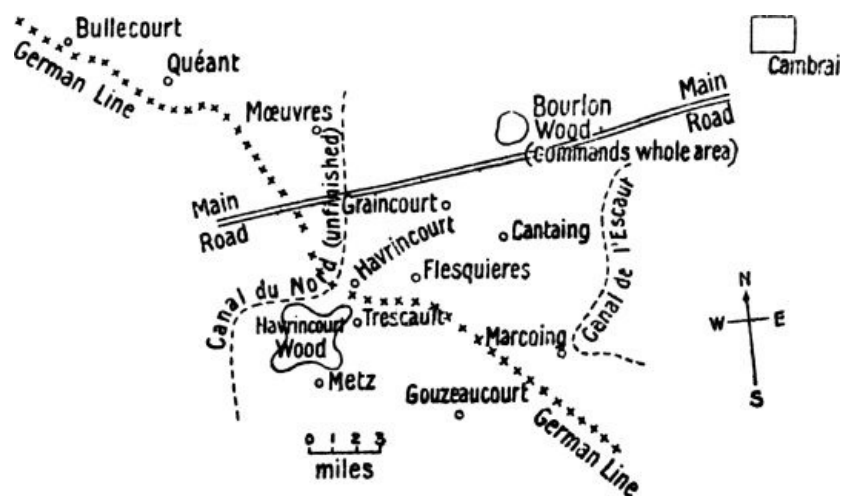 Bullecourt
German Line
Quéant
Cambrai
Mœuvres
Bourlon
Wood
(commands whole area)
Main
Road
Main
Road
Graincourt
Canal du Nord (unfinished)
Havrincourt
Cantaing
Flesquieres
Canal de l'Escaut
N
W
E
S
Havrincourt
Wood
Trescault
Marcoing
Metz
Gouzeaucourt
German Line
0 1 2 3
miles